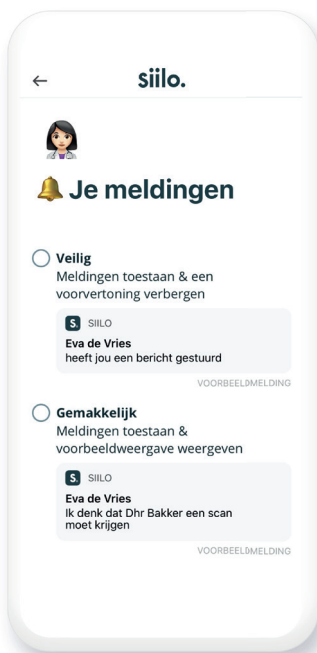 siilo.
Je meldingen
Veilig
Meldingen toestaan & een
voorvertoning verbergen
S. SIILO
Eva de Vries
heeft jou een bericht gestuurd
VOORBEELDMELDING
Gemakkelijk
Meldingen toestaan &
voorbeeldweergave weergeven
S. SIILO
Eva de Vries
Ik denk dat Dhr Bakker een scan
moet krijgen
VOORBEELDMELDING